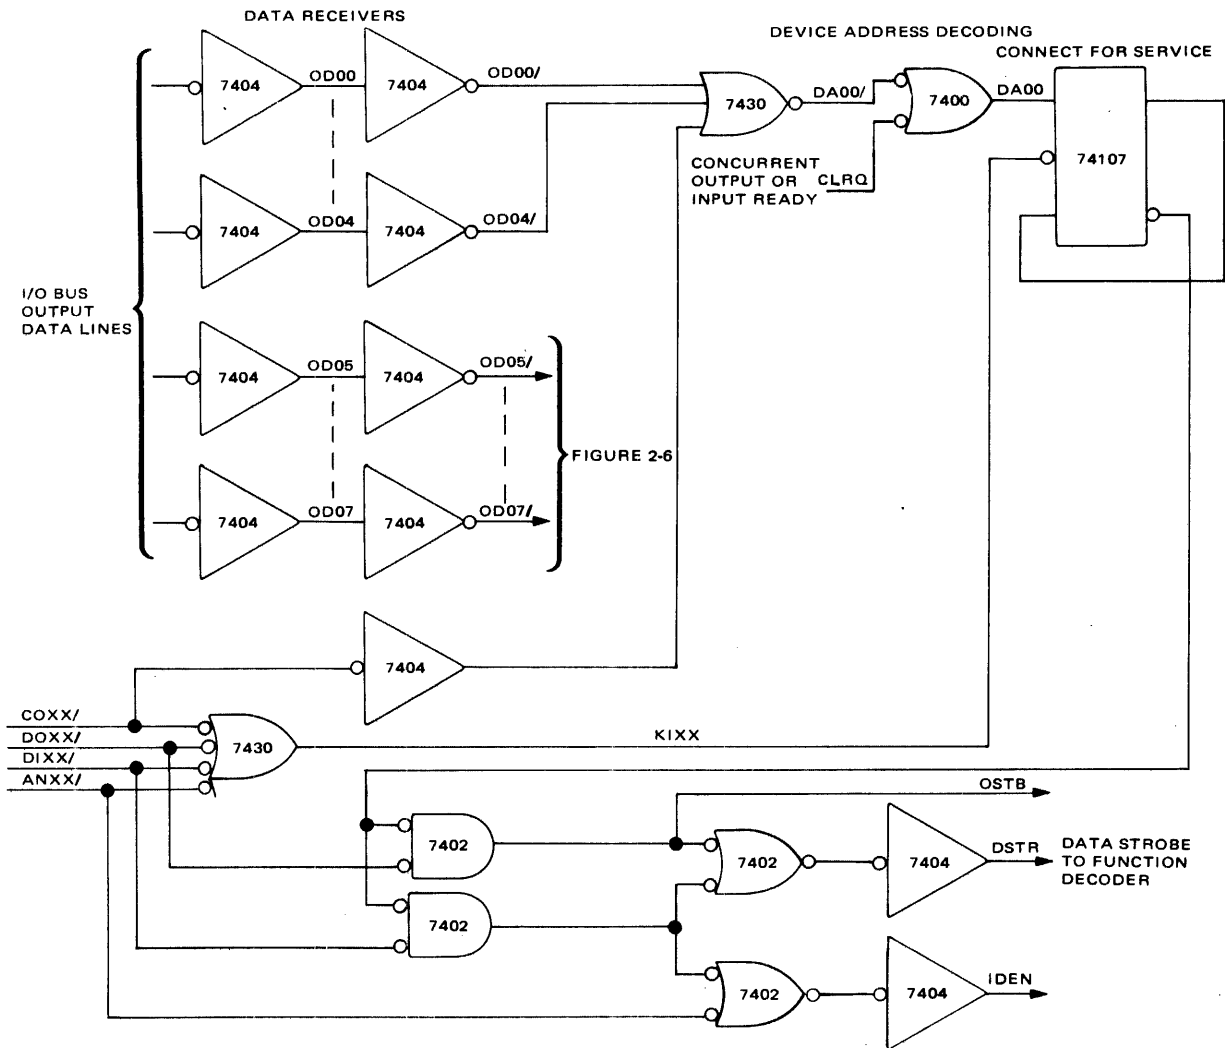 DATA RECEIVERS
DEVICE ADDRESS DECODING
CONNECT FOR SERVICE
7404
OD00
7404
OD00/
7430
DA00/
7400
DA00
74107
CONCURRENT
OUTPUT OR
INPUT READY
CLRQ
7404
OD04
7404
OD04/
I/O BUS
OUTPUT
DATA LINES
7404
OD05
7404
OD05/
FIGURE 2-6
7404
OD07
7404
OD07/
7404
COXX/
DOXX/
DIXX/
ANXX/
7430
KIXX
OSTB
7402
7402
7404
DSTR
DATA STROBE
TO FUNCTION
DECODER
7402
7402
7404
IDEN